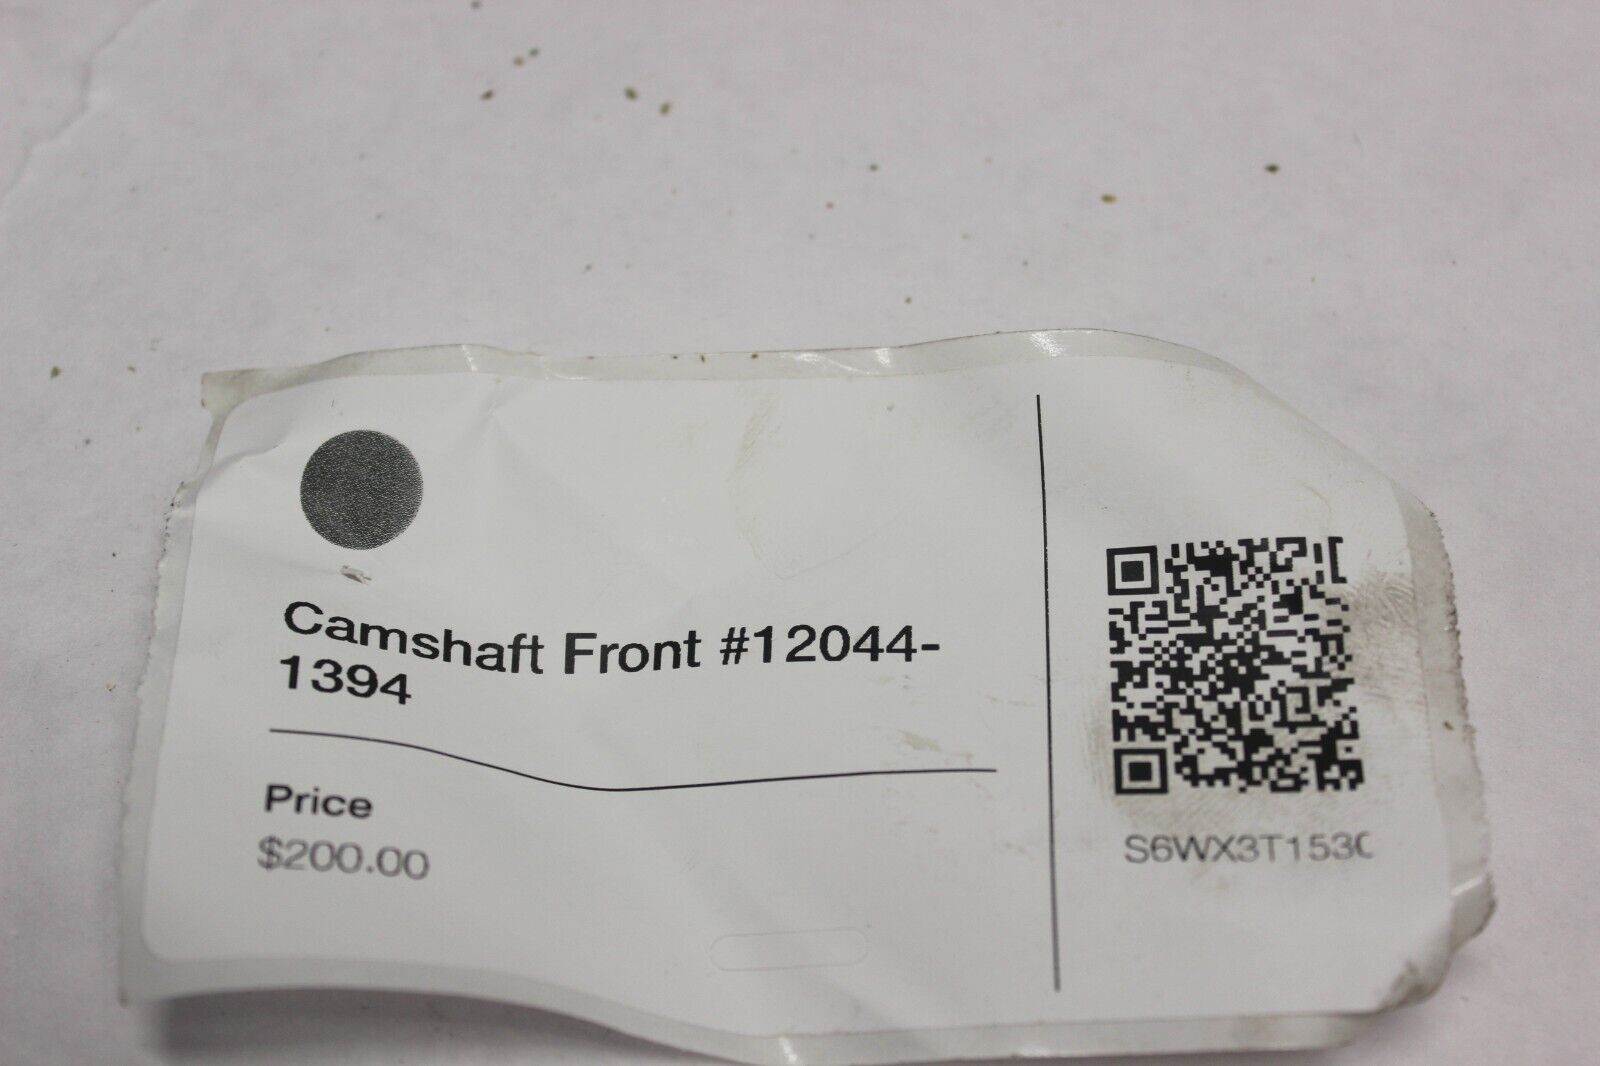 Camshaft Front #12044-
1394
Price
$200.00
S6WX3T153C